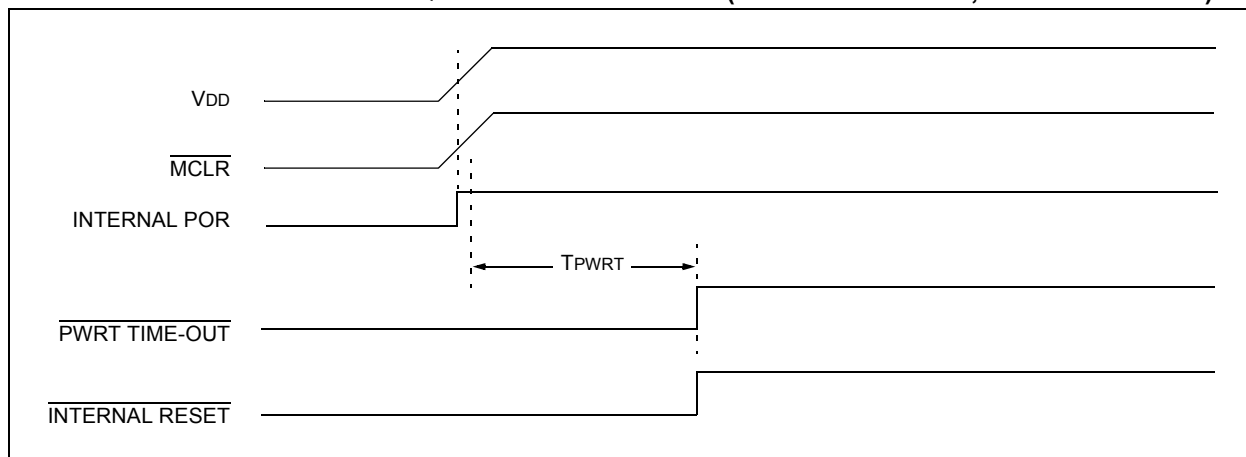 VDD
MCLR
INTERNAL POR
TPWRT
PWRT TIME-OUT
INTERNAL RESET